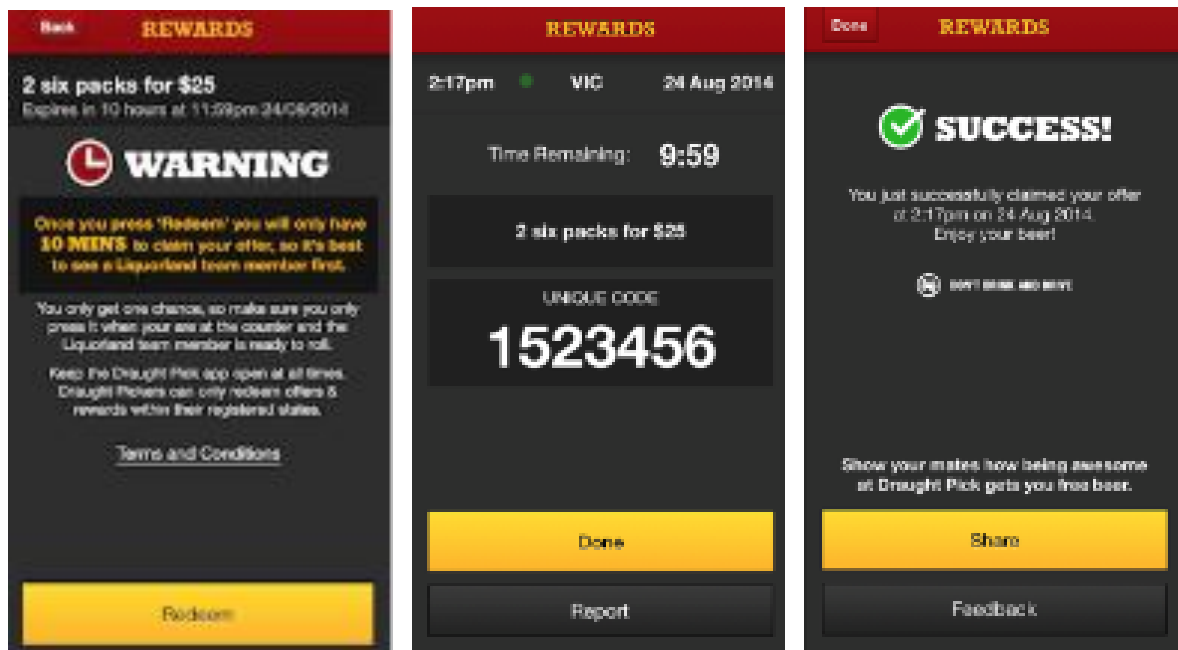 Back
REWARDS
2 six packs for $25
Expires in 10 hours at 11:59pm 24/08/2014
WARNING
Once you press 'Redeem' you will only have
10 MINS to claim your offer, so it's best
to see a Liquorland team member first.
You only get one chance, so make sure you only
press it when your are at the counter and the
Liquorland team member is ready to roll.
Keep the Draught Pick app open at all times.
Draught Pickers can only redeem offers &
rewards within their registered states.
Terms and Conditions
Redeem
REWARDS
2:17pm VIC 24 Aug 2014
Time Remaining: 9:59
2 six packs for $25
UNIQUE CODE
1523456
Done
Report
Done
REWARDS
SUCCESS!
You just successfully claimed your offer
at 2:17pm on 24 Aug 2014.
Enjoy your beer!
DON'T DRINK AND DRIVE
Show your mates how being awesome
at Draught Pick gets you free beer.
Share
Feedback